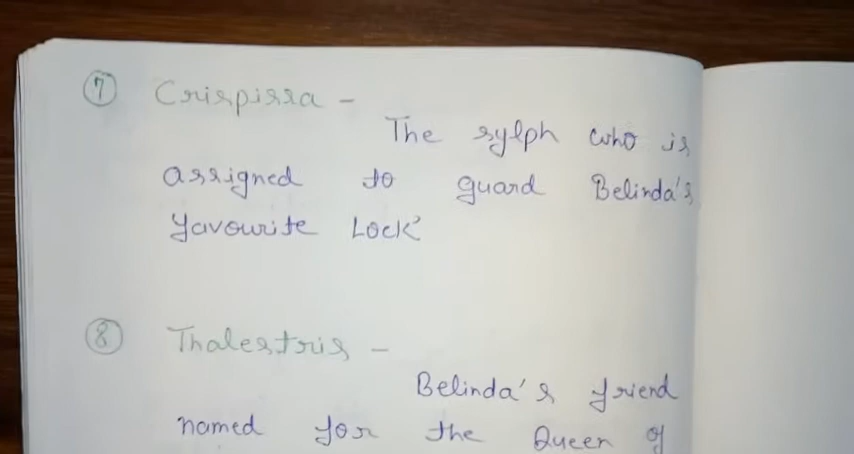 7 Crispissa -
The sylph who is
assigned to guard Belinda's
favourite Lock'
8 Thalestris -
Belinda's friend
named for the Queen of